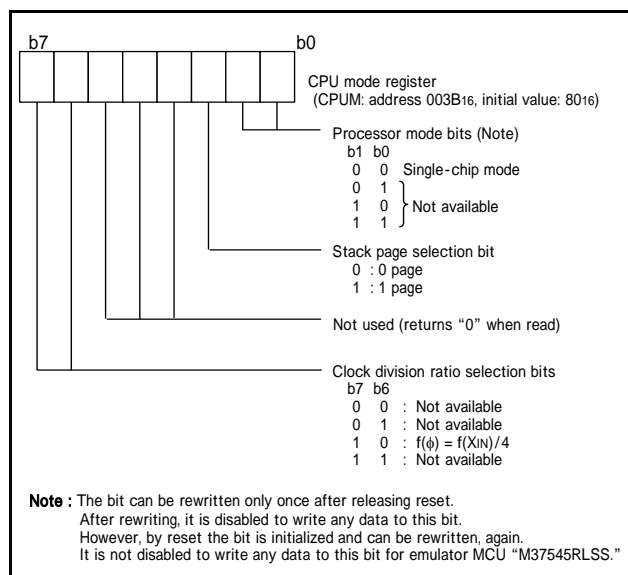 b7 b0
CPU mode register
(CPUM: address 003B16, initial value: 8016)
Processor mode bits (Note)
b1 b0
0 0 Single-chip mode
0 1
1 0 Not available
1 1
Stack page selection bit
0 : 0 page
1 : 1 page
Not used (returns “0” when read)
Clock division ratio selection bits
b7 b6
0 0 : Not available
0 1 : Not available
1 0 : f(ϕ) = f(XIN)/4
1 1 : Not available
Note : The bit can be rewritten only once after releasing reset.
After rewriting, it is disabled to write any data to this bit.
However, by reset the bit is initialized and can be rewritten, again.
It is not disabled to write any data to this bit for emulator MCU “M37545RLSS.”